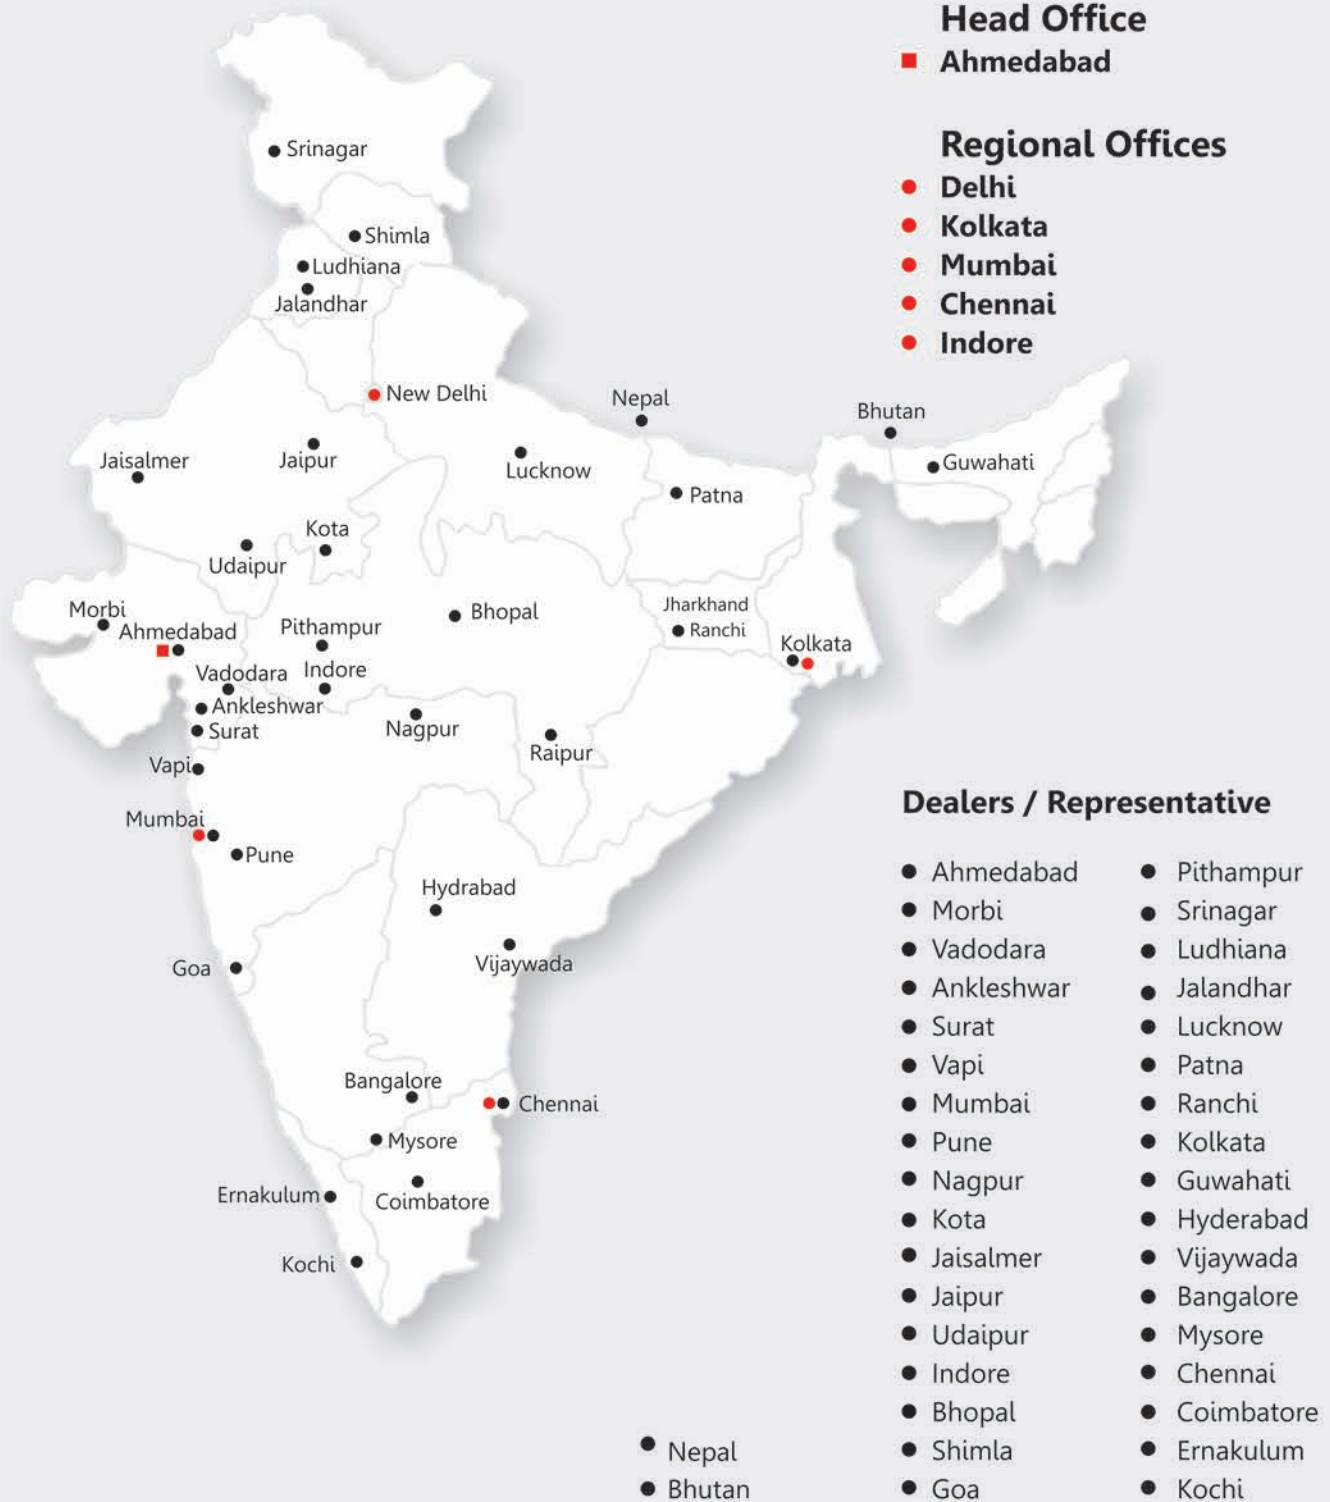 Head Office
Ahmedabad
Regional Offices
Delhi
Kolkata
Mumbai
Chennai
Indore
Srinagar
Shimla
Ludhiana
Jalandhar
New Delhi
Nepal
Bhutan
Guwahati
Jaisalmer
Jaipur
Lucknow
Patna
Kota
Udaipur
Morbi
Ahmedabad
Pithampur
Bhopal
Jharkhand
Ranchi
Kolkata
Vadodara
Indore
Ankleshwar
Surat
Nagpur
Raipur
Vapi
Mumbai
Pune
Hydrabad
Vijaywada
Goa
Bangalore
Chennai
Mysore
Ernakulum
Coimbatore
Kochi
Dealers / Representative
Ahmedabad
Morbi
Vadodara
Ankleshwar
Surat
Vapi
Mumbai
Pune
Nagpur
Kota
Jaisalmer
Jaipur
Udaipur
Indore
Bhopal
Shimla
Goa
Pithampur
Srinagar
Ludhiana
Jalandhar
Lucknow
Patna
Ranchi
Kolkata
Guwahati
Hyderabad
Vijaywada
Bangalore
Mysore
Chennai
Coimbatore
Ernakulum
Kochi
Nepal
Bhutan